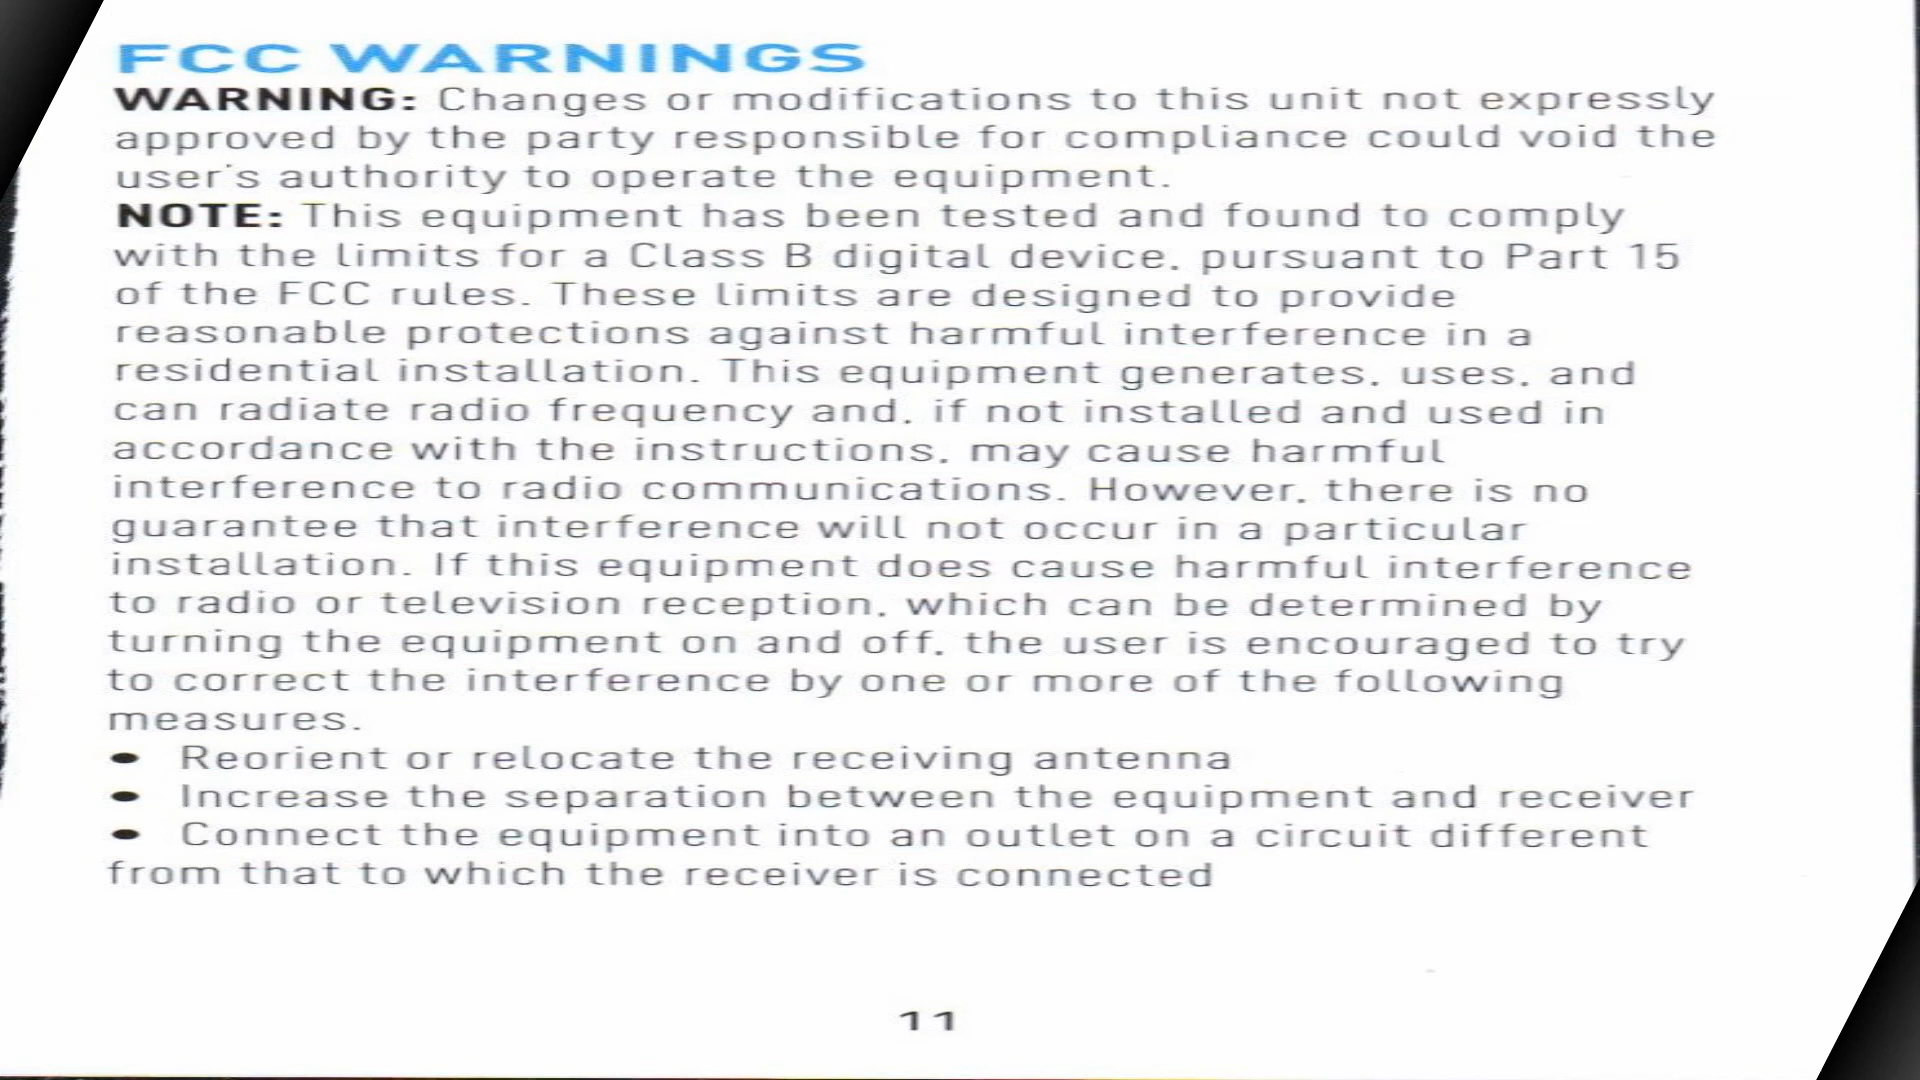 FCC WARNINGS
WARNING: Changes or modifications to this unit not expressly
approved by the party responsible for compliance could void the
user's authority to operate the equipment.
NOTE: This equipment has been tested and found to comply
with the limits for a Class B digital device, pursuant to Part 15
of the FCC rules. These limits are designed to provide
reasonable protections against harmful interference in a
residential installation. This equipment generates, uses, and
can radiate radio frequency and, if not installed and used in
accordance with the instructions, may cause harmful
interference to radio communications. However, there is no
guarantee that interference will not occur in a particular
installation. If this equipment does cause harmful interference
to radio or television reception, which can be determined by
turning the equipment on and off, the user is encouraged to try
to correct the interference by one or more of the following
measures.
• Reorient or relocate the receiving antenna
• Increase the separation between the equipment and receiver
• Connect the equipment into an outlet on a circuit different
from that to which the receiver is connected
11